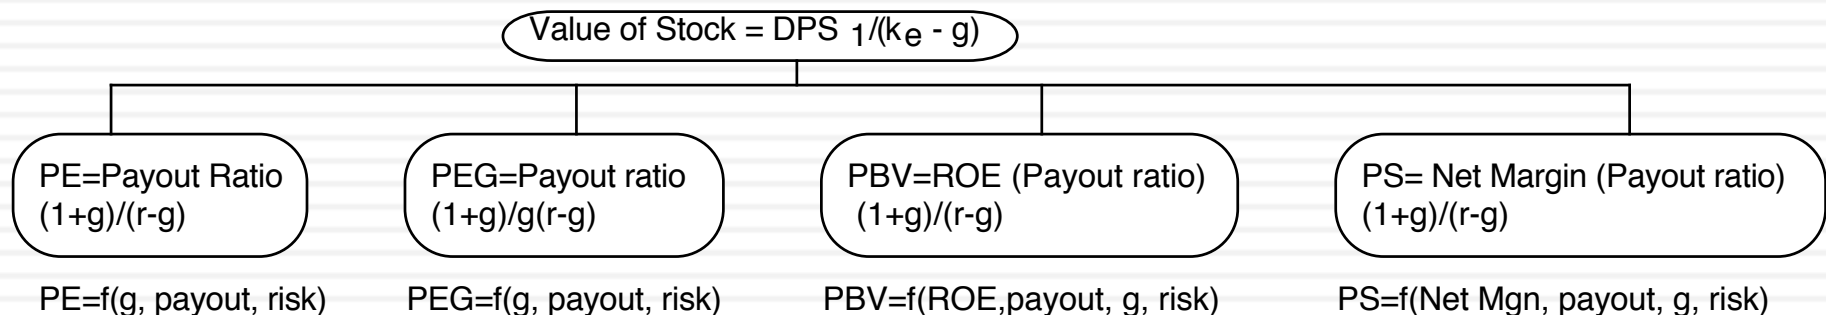 Value of Stock = DPS 1/(ke - g)
PE=Payout Ratio
(1+g)/(r-g)
PEG=Payout ratio
(1+g)/g(r-g)
PBV=ROE (Payout ratio)
(1+g)/(r-g)
PS= Net Margin (Payout ratio)
(1+g)/(r-g)
PE=f(g, payout, risk)
PEG=f(g, payout, risk)
PBV=f(ROE,payout, g, risk)
PS=f(Net Mgn, payout, g, risk)